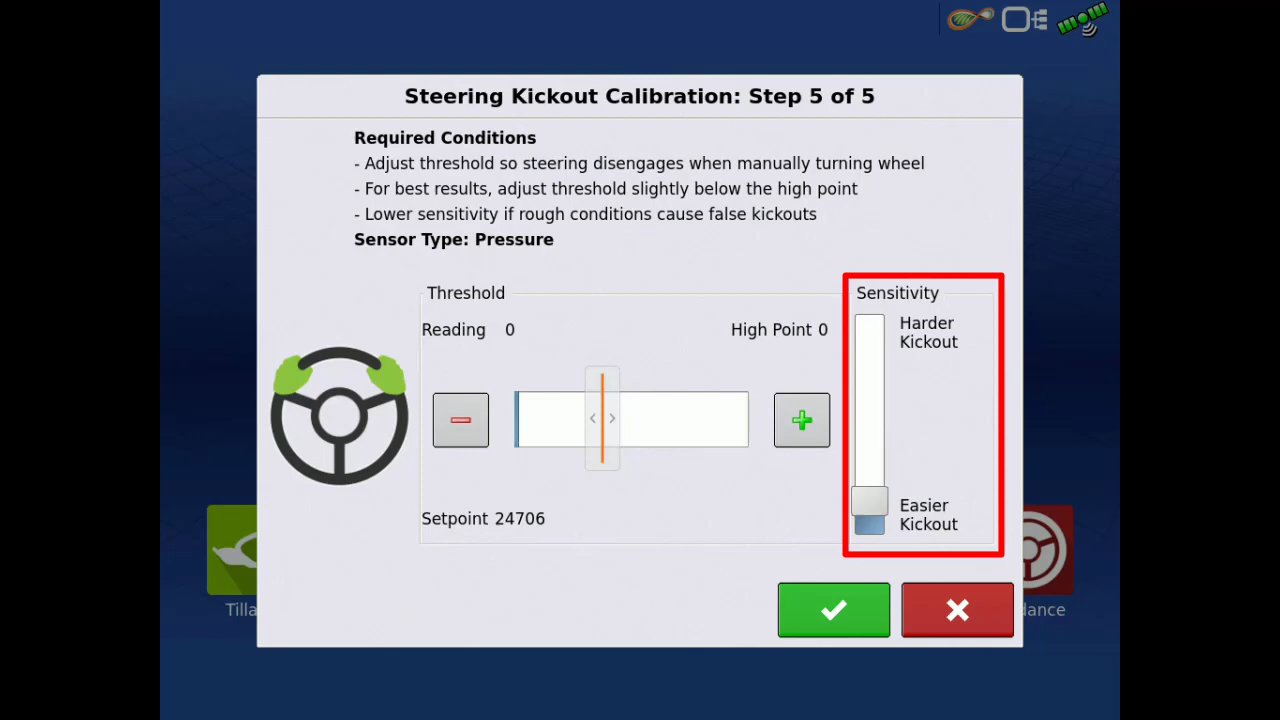 Steering Kickout Calibration: Step 5 of 5
Required Conditions
- Adjust threshold so steering disengages when manually turning wheel
- For best results, adjust threshold slightly below the high point
- Lower sensitivity if rough conditions cause false kickouts
Sensor Type: Pressure
Threshold
Reading 0
High Point 0
Setpoint 24706
Sensitivity
Harder
Kickout
Easier
Kickout
Tilla
dance